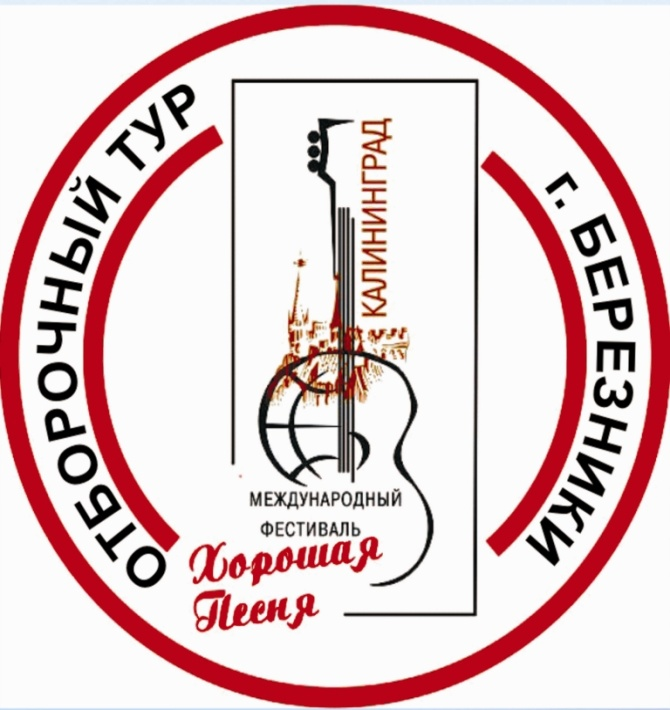 ОТБОРОЧНЫЙ ТУР
г. БЕРЕЗНИКИ
КАЛИНИНГРАД
МЕЖДУНАРОДНЫЙ
ФЕСТИВАЛЬ
Хорошая
Песня